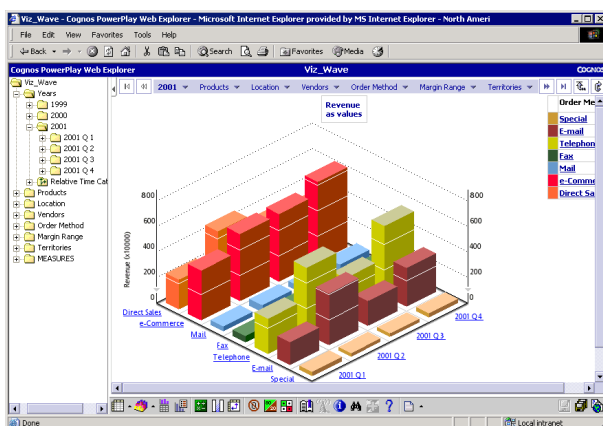 Viz_Wave - Cognos PowerPlay Web Explorer - Microsoft Internet Explorer provided by MS Internet Explorer - North Ameri
File Edit View Favorites Tools Help
Back Search Favorites Media
Cognos PowerPlay Web Explorer Viz_Wave COGNOS
2001 Products Location Vendors Order Method Margin Range Territories
Viz_Wave
Years
1999
2000
2001
2001 Q 1
2001 Q 2
2001 Q 3
2001 Q 4
Relative Time Cat
Products
Location
Vendors
Order Method
Margin Range
Territories
MEASURES
Revenue
as values
Order Me
Special
E-mail
Telephon
Fax
Mail
e-Comme
Direct Sa
800
600
400
200
0
Revenue (x10000)
800
600
400
200
0
Direct Sales
e-Commerce
Mail
Fax
Telephone
E-mail
Special
2001 Q 1
2001 Q 2
2001 Q 3
2001 Q 4
Done Local intranet